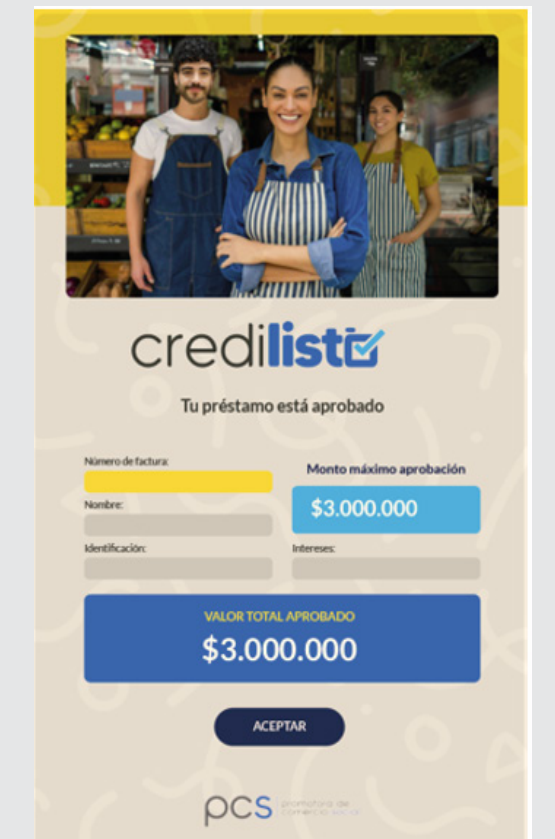 credilisto
Tu préstamo está aprobado
Número de factura:
Monto máximo aprobación
$3.000.000
Nombre:
Identificación:
Intereses:
VALOR TOTAL APROBADO
$3.000.000
ACEPTAR
pcs promotora de
comercio social